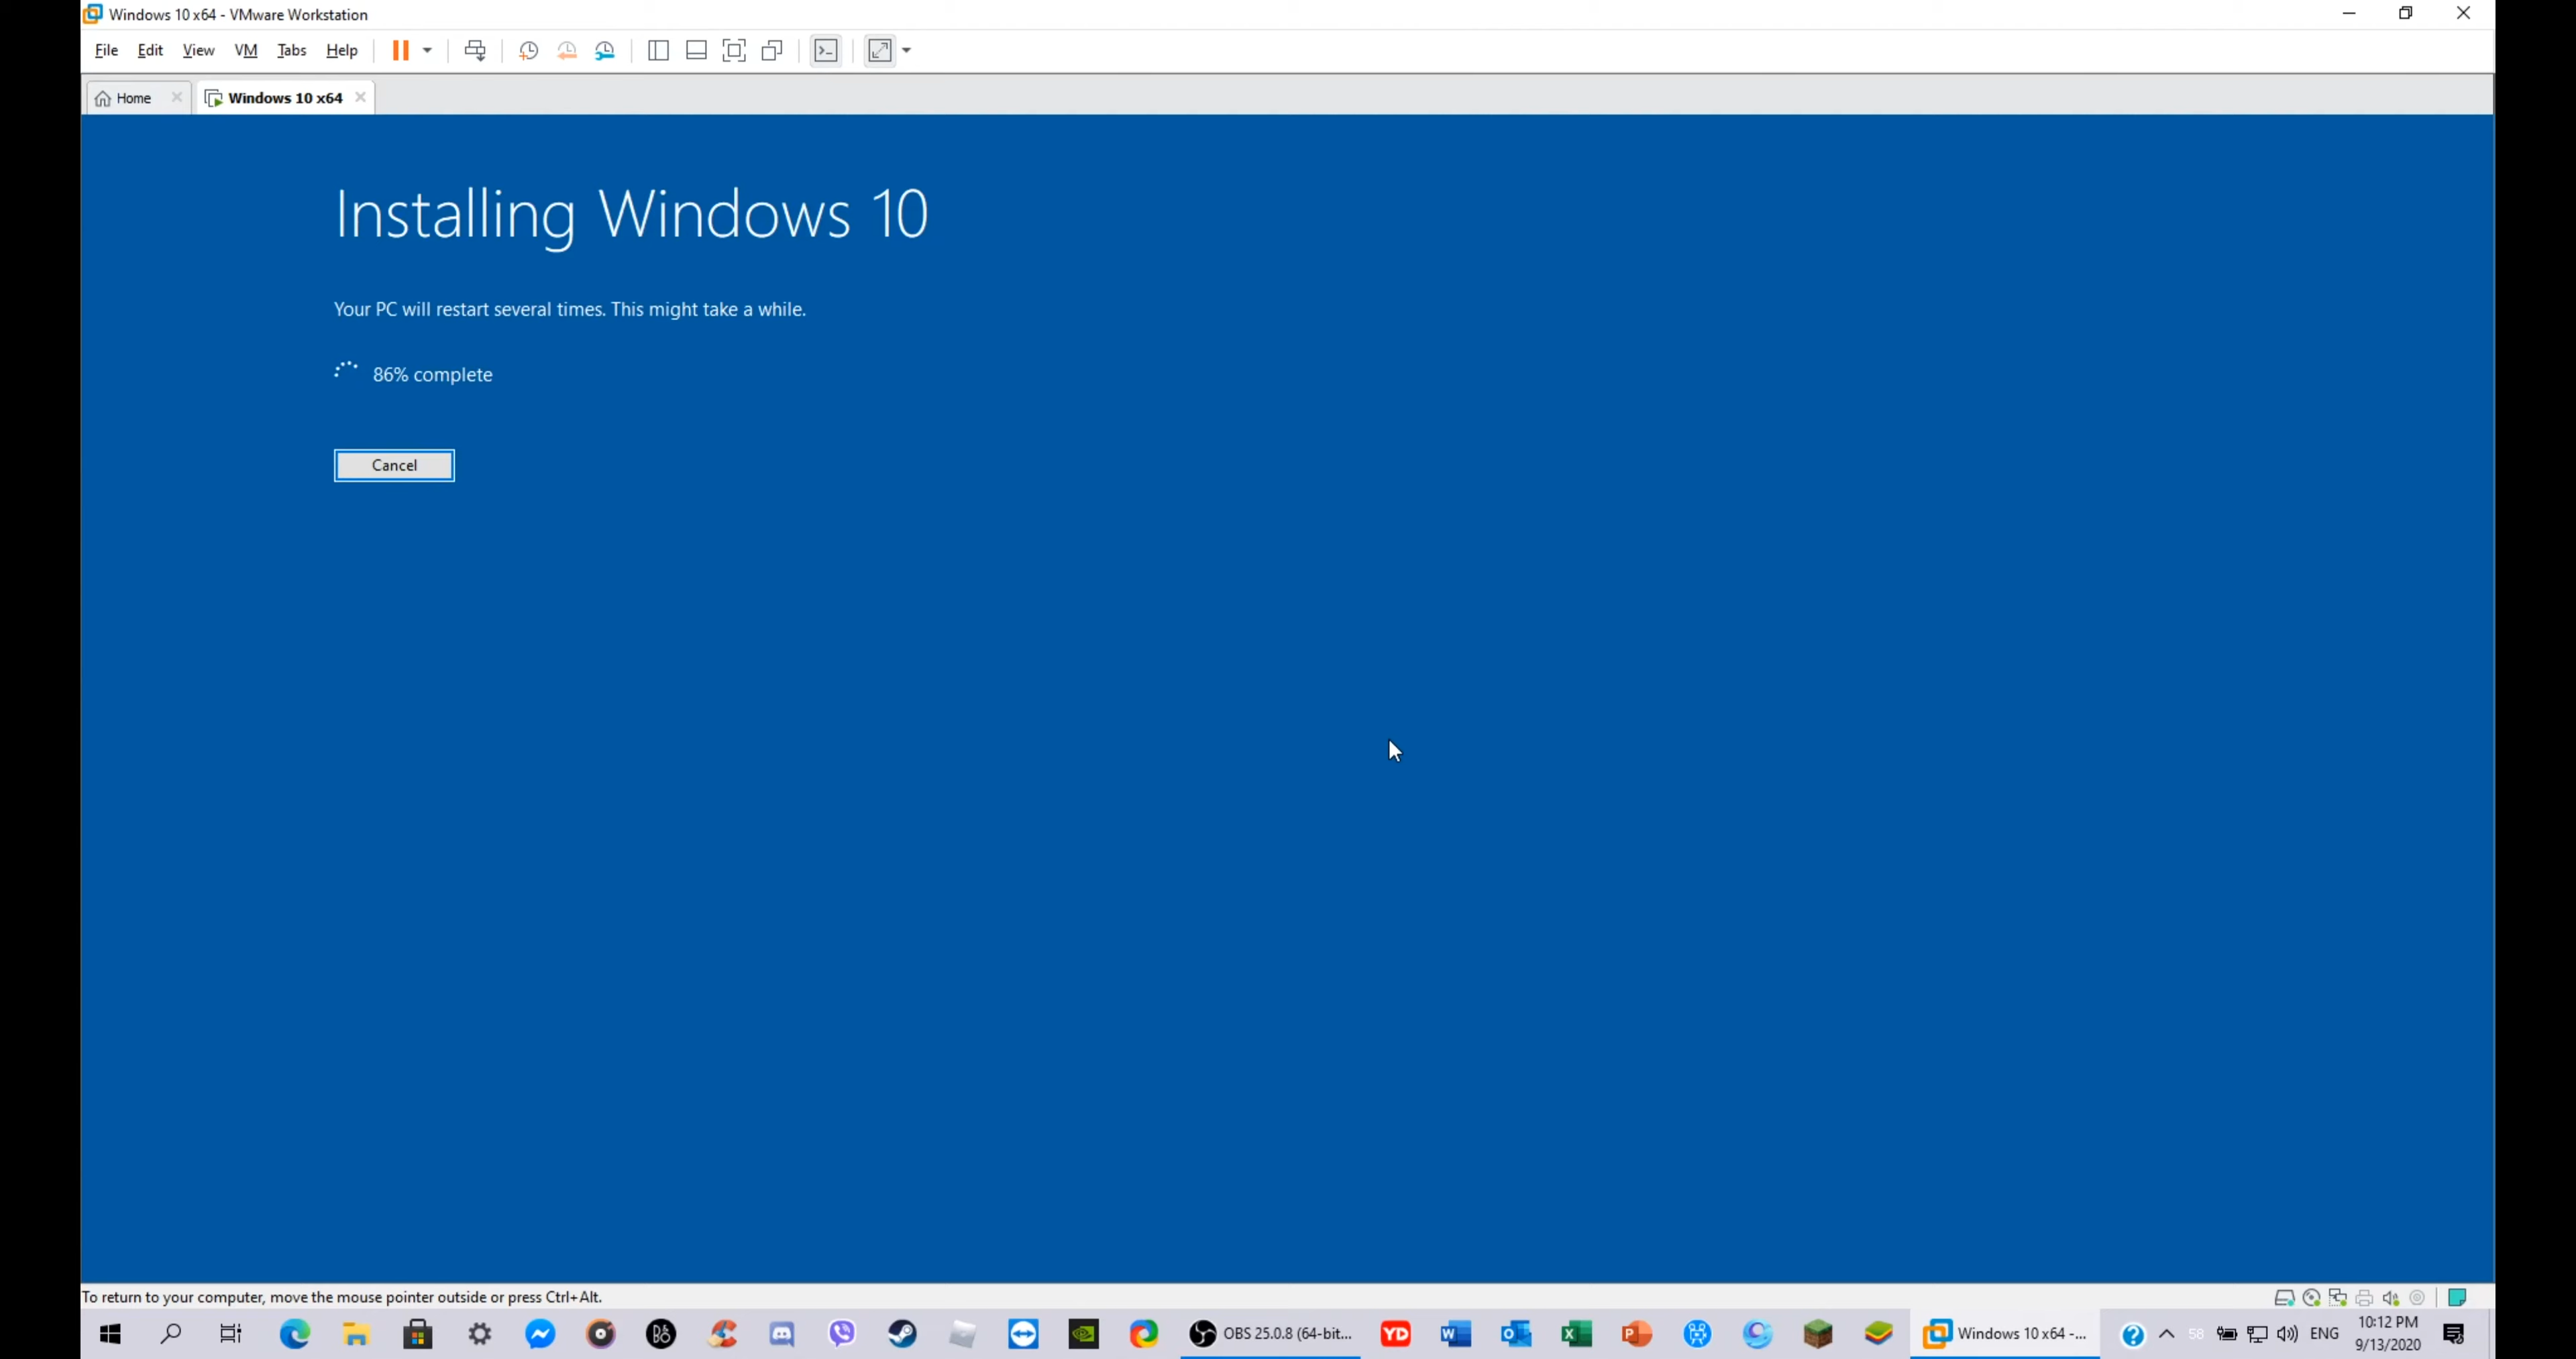 Windows 10 x64 - VMware Workstation
File Edit View VM Tabs Help
Home Windows 10 x64
Installing Windows 10
Your PC will restart several times. This might take a while.
86% complete
Cancel
To return to your computer, move the mouse pointer outside or press Ctrl+Alt.
OBS 25.0.8 (64-bit... YD Windows 10 x64 -... 58 ENG 10:12 PM
9/13/2020